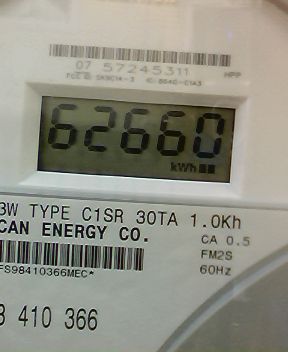 07 57245311
HPP
62660
kWh
3W TYPE C1SR 30TA 1.0Kh
CAN ENERGY CO.
CA 0.5
FM2S
60Hz
FS98410366MEC*
3 410 366